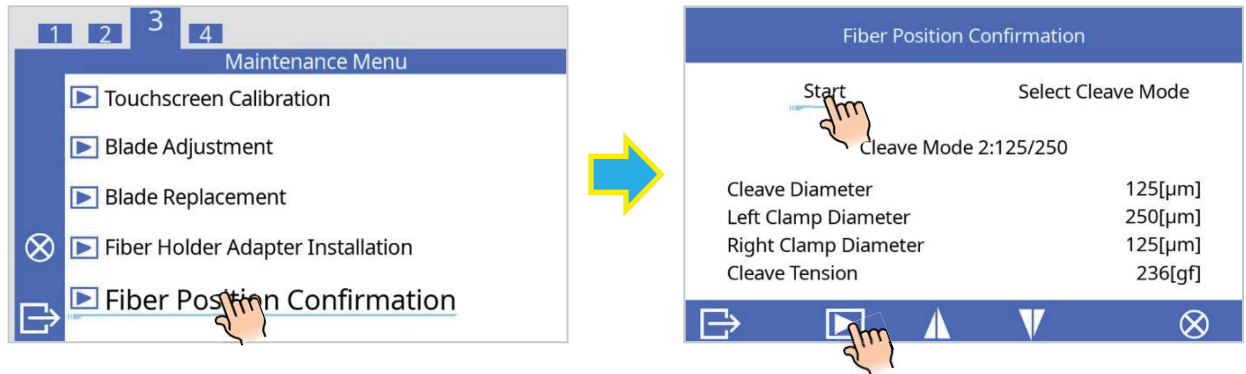 1 2 3 4
Maintenance Menu
Touchscreen Calibration
Blade Adjustment
Blade Replacement
Fiber Holder Adapter Installation
Fiber Position Confirmation
Fiber Position Confirmation
Start Select Cleave Mode
Cleave Mode 2:125/250
Cleave Diameter 125[µm]
Left Clamp Diameter 250[µm]
Right Clamp Diameter 125[µm]
Cleave Tension 236[gf]